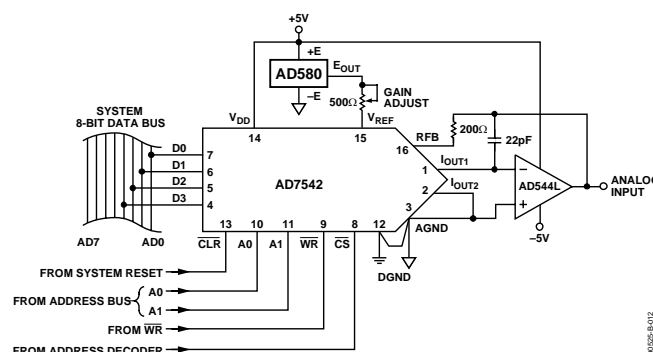 +5V
+E
AD580
EOUT
–E
500Ω
GAIN
ADJUST
SYSTEM
8-BIT DATA BUS
VDD
VREF
14
15
RFB
200Ω
22pF
16
D0
7
D1
6
D2
5
D3
4
AD7542
1
IOUT1
2
IOUT2
3
AGND
–
AD544L
+
ANALOG
INPUT
–5V
AD7
AD0
13
10
11
9
8
12
CLR
A0
A1
WR
CS
DGND
FROM SYSTEM RESET
FROM ADDRESS BUS
A0
A1
FROM WR
FROM ADDRESS DECODER
00525-B-012